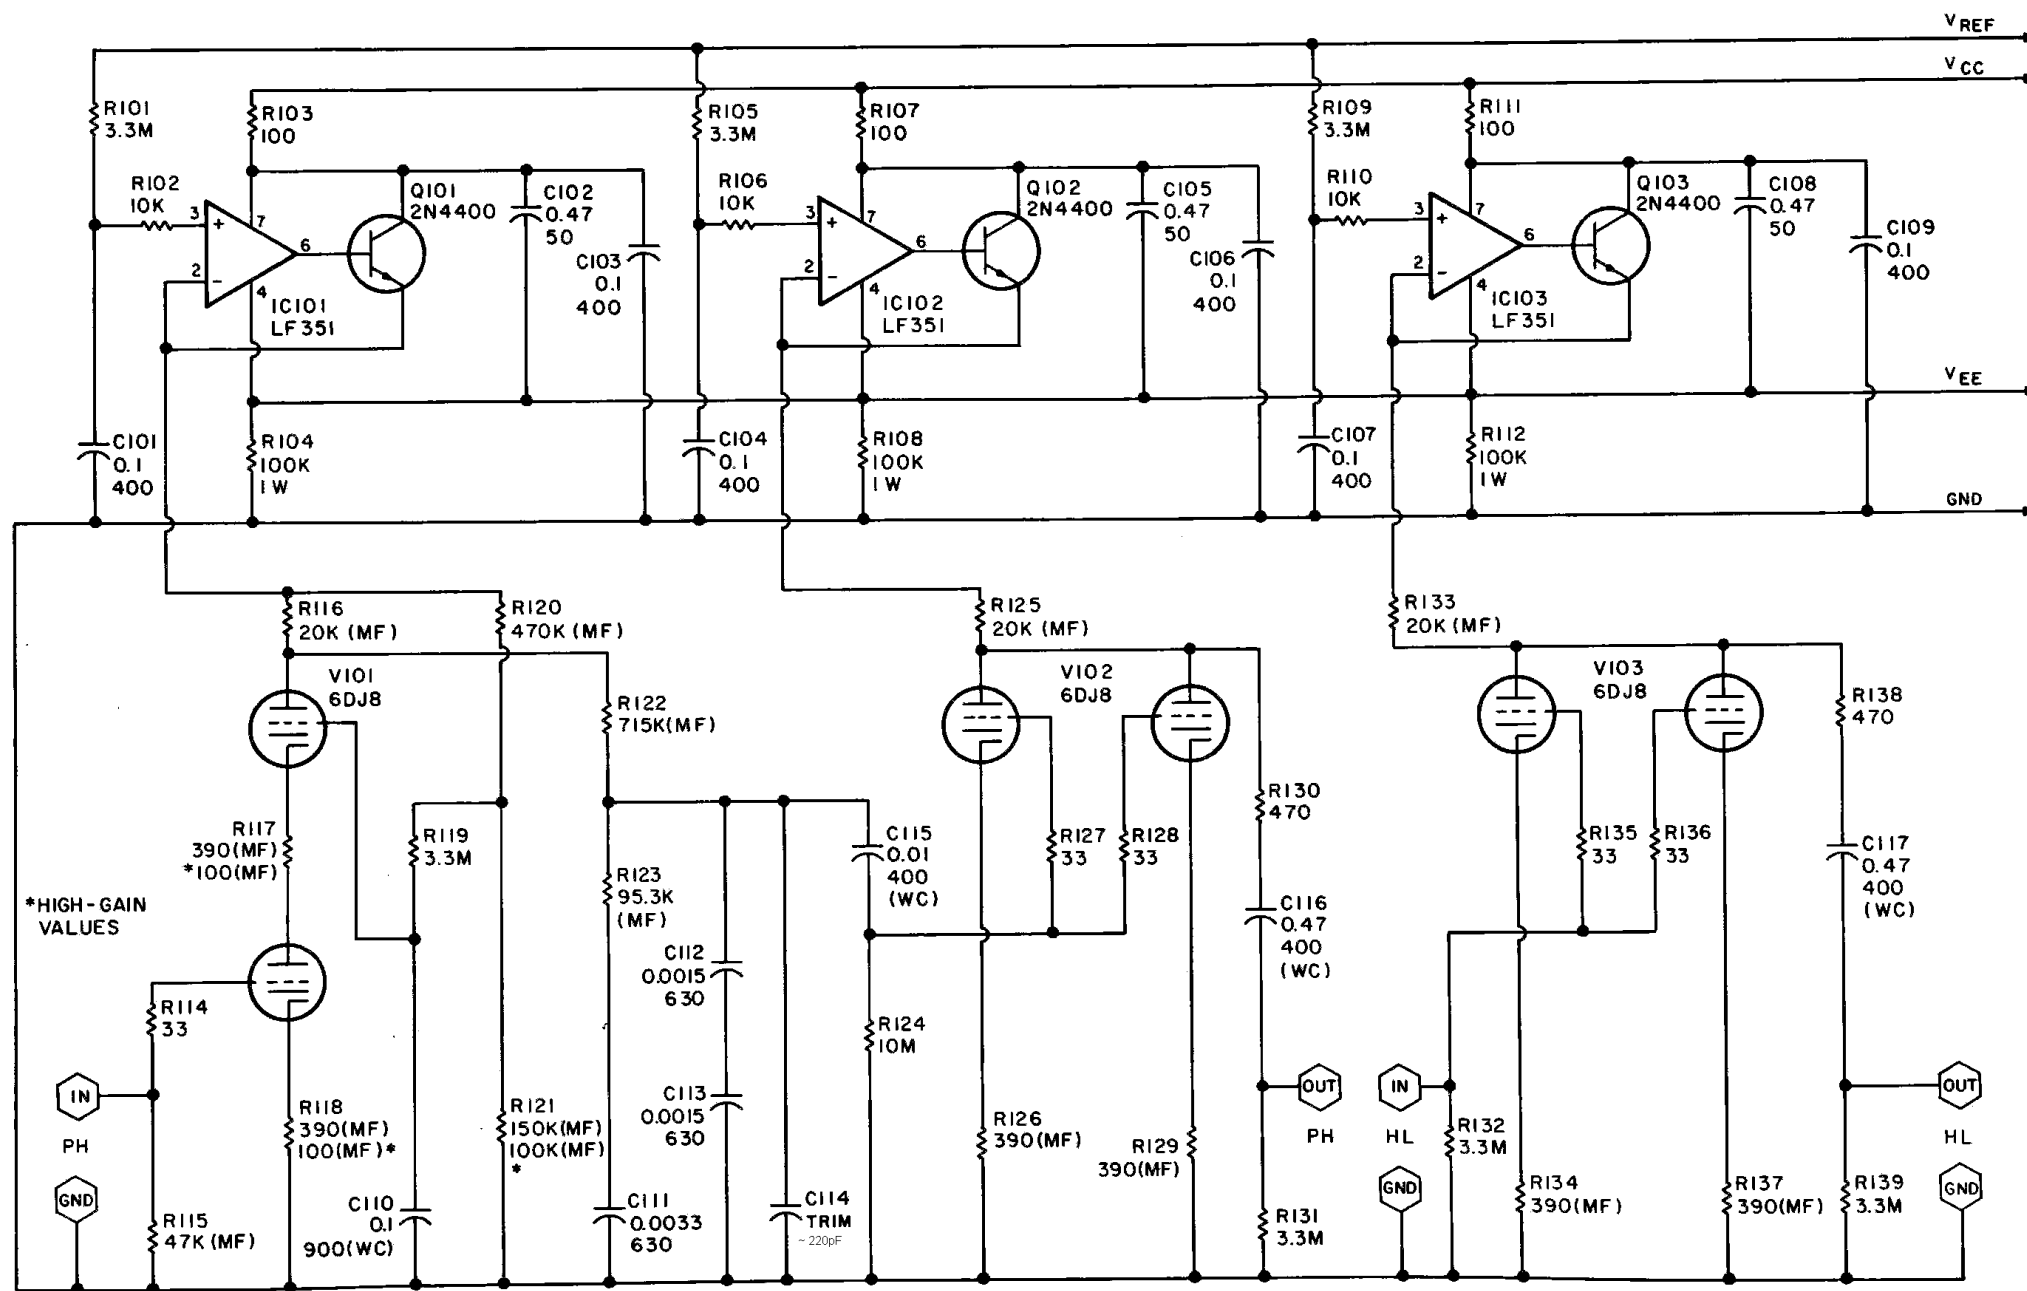 V REF
V CC
R101
3.3M
R103
100
R105
3.3M
R107
100
R109
3.3M
R111
100
R102
10K
3
+
7
2
-
4
6
Q101
2N4400
C102
0.47
50
C103
0.1
400
IC101
LF351
R106
10K
3
+
7
2
-
4
6
Q102
2N4400
C105
0.47
50
C106
0.1
400
IC102
LF351
R110
10K
3
+
7
2
-
4
6
Q103
2N4400
C108
0.47
50
C109
0.1
400
IC103
LF351
V EE
C101
0.1
400
R104
100K
1W
C104
0.1
400
R108
100K
1W
C107
0.1
400
R112
100K
1W
GND
R116
20K (MF)
R120
470K (MF)
R125
20K (MF)
R133
20K (MF)
V101
6DJ8
R122
715K(MF)
V102
6DJ8
V103
6DJ8
R138
470
R117
390(MF)
*100(MF)
R119
3.3M
R123
95.3K
(MF)
C115
0.01
400
(WC)
R127
33
R128
33
R130
470
R135
33
R136
33
C117
0.47
400
(WC)
*HIGH-GAIN
VALUES
C112
0.0015
630
C116
0.47
400
(WC)
R114
33
R124
10M
IN
PH
GND
R118
390(MF)
100(MF)*
R121
150K(MF)
100K(MF)
*
C113
0.0015
630
R126
390(MF)
R129
390(MF)
OUT
PH
IN
HL
GND
R132
3.3M
OUT
HL
GND
R115
47K (MF)
C110
0.1
900(WC)
C111
0.0033
630
C114
TRIM
~ 220pF
R131
3.3M
R134
390(MF)
R137
390(MF)
R139
3.3M